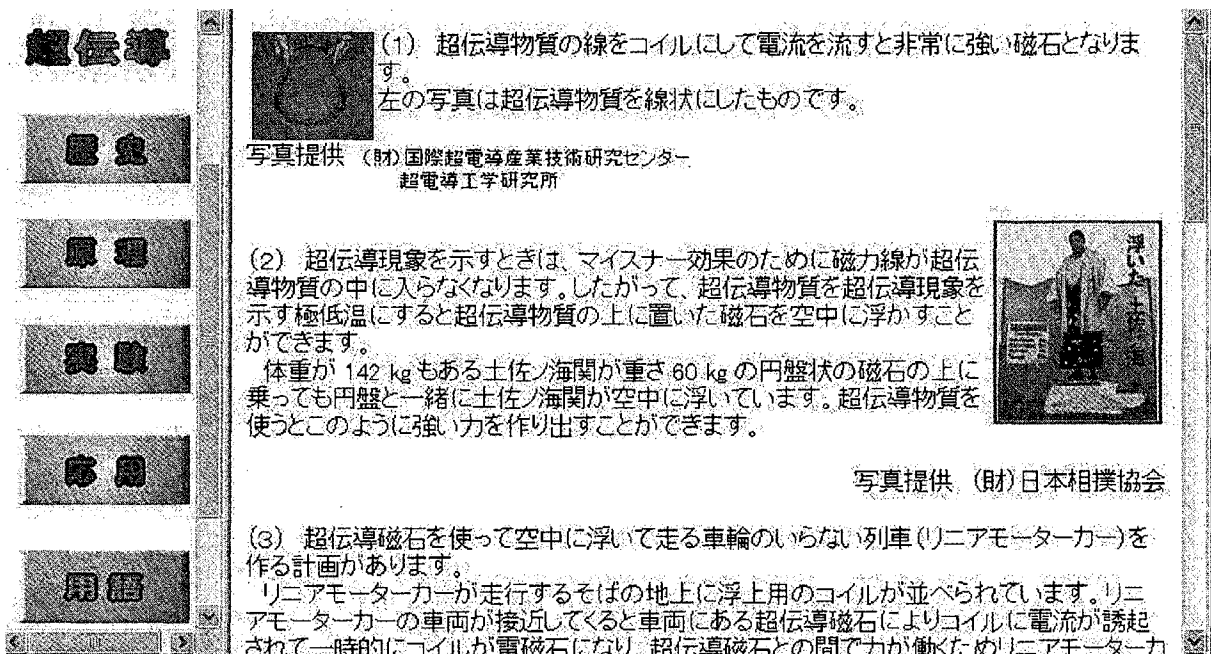 超伝導
歴史
原理
実験
応用
用語
(1) 超伝導物質の線をコイルにして電流を流すと非常に強い磁石となりま
す。
左の写真は超伝導物質を線状にしたものです。
写真提供 (財)国際超電導産業技術研究センター
超電導工学研究所
(2) 超伝導現象を示すときは、マイスナー効果のために磁力線が超伝
導物質の中に入らなくなります。したがって、超伝導物質を超伝導現象を
示す極低温にすると超伝導物質の上に置いた磁石を空中に浮かすこと
ができます。
体重が 142 kg もある土佐ノ海関が重さ 60 kg の円盤状の磁石の上に
乗っても円盤と一緒に土佐ノ海関が空中に浮いています。超伝導物質を
使うとこのように強い力を作り出すことができます。
浮いた 土佐ノ海
写真提供 (財)日本相撲協会
(3) 超伝導磁石を使って空中に浮いて走る車輪のいらない列車(リニアモーターカー)を
作る計画があります。
リニアモーターカーが走行するそばの地上に浮上用のコイルが並べられています。リニ
アモーターカーの車両が接近してくると車両にある超伝導磁石によりコイルに電流が誘起
されて一時的にコイルが電磁石になり、超伝導磁石との間で力が働くためリニアモーターカ